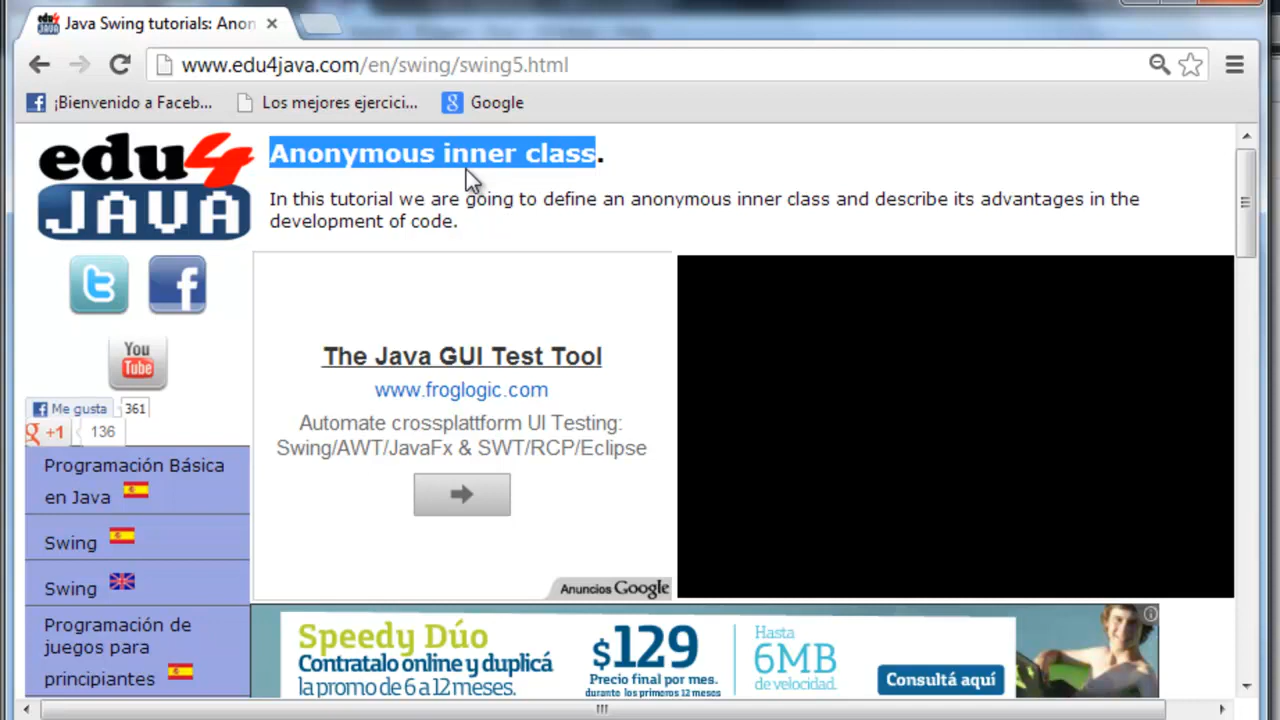 Java Swing tutorials: Anon
www.edu4java.com/en/swing/swing5.html
¡Bienvenido a Faceb...
Los mejores ejercici...
Google
edu4
JAVA
Anonymous inner class.
In this tutorial we are going to define an anonymous inner class and describe its advantages in the
development of code.
You
Tube
Me gusta
361
+1
136
The Java GUI Test Tool
www.froglogic.com
Automate crossplattform UI Testing:
Swing/AWT/JavaFx & SWT/RCP/Eclipse
Anuncios Google
Programación Básica
en Java
Swing
Swing
Programación de
juegos para
principiantes
Speedy Dúo
Contratalo online y duplicá
la promo de 6 a 12 meses.
$129
Precio final por mes.
durante los primeros 12 meses
Hasta
6MB
de velocidad.
Consultá aquí